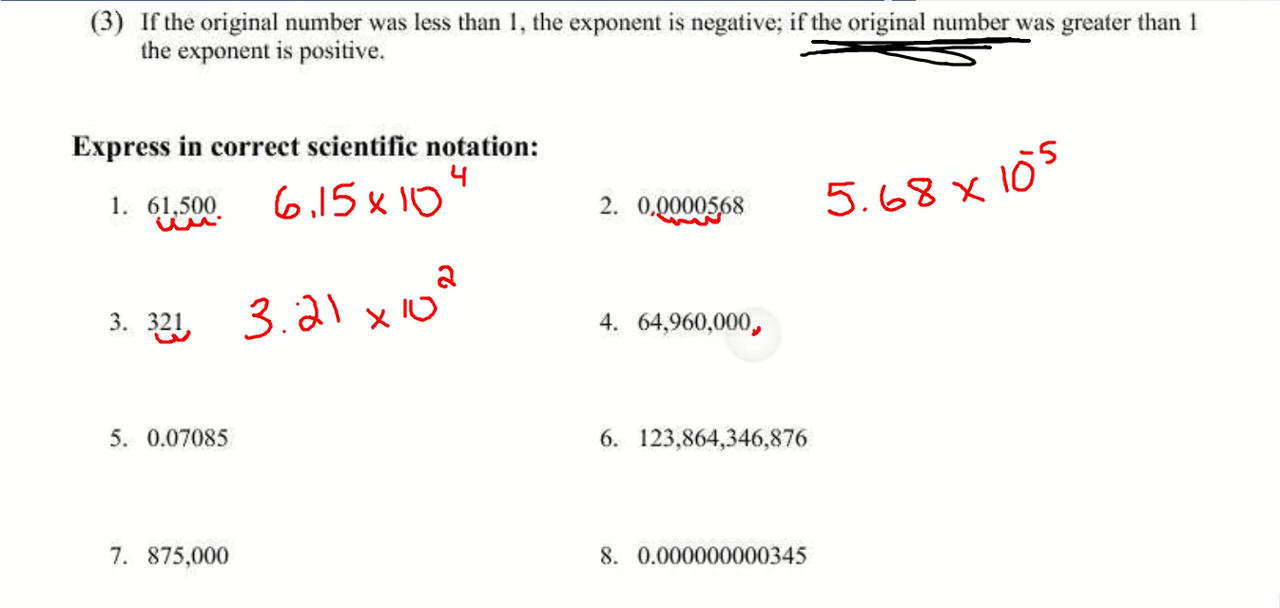 (3) If the original number was less than 1, the exponent is negative; if the original number was greater than 1
the exponent is positive.
Express in correct scientific notation:
1. 61,500. 6.15 x 10^4
2. 0.0000568 5.68 x 10^-5
3. 321. 3.21 x 10^2
4. 64,960,000.
5. 0.07085
6. 123,864,346,876
7. 875,000
8. 0.000000000345